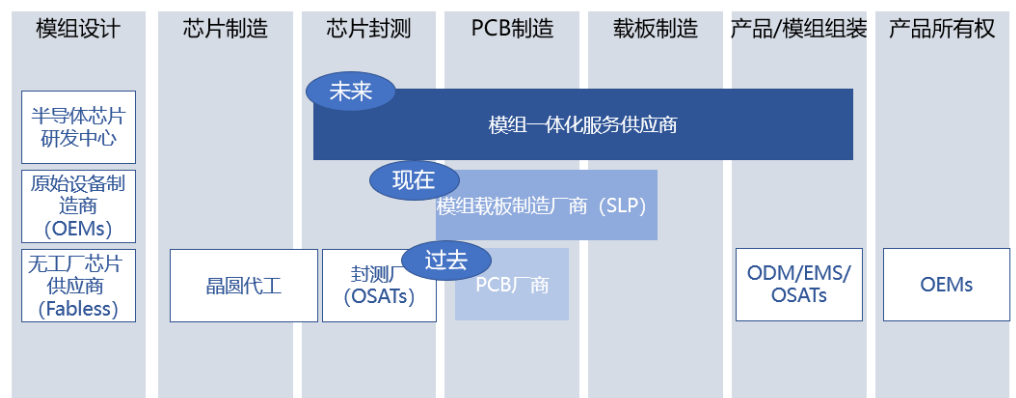 模组设计
芯片制造
芯片封测
PCB制造
载板制造
产品/模组组装
产品所有权
未来
半导体芯片
研发中心
模组一体化服务供应商
现在
原始设备制
造商
（OEMs）
模组载板制造厂商（SLP）
过去
无工厂芯片
供应商
（Fabless）
晶圆代工
封测厂
（OSATs）
PCB厂商
ODM/EMS/
OSATs
OEMs